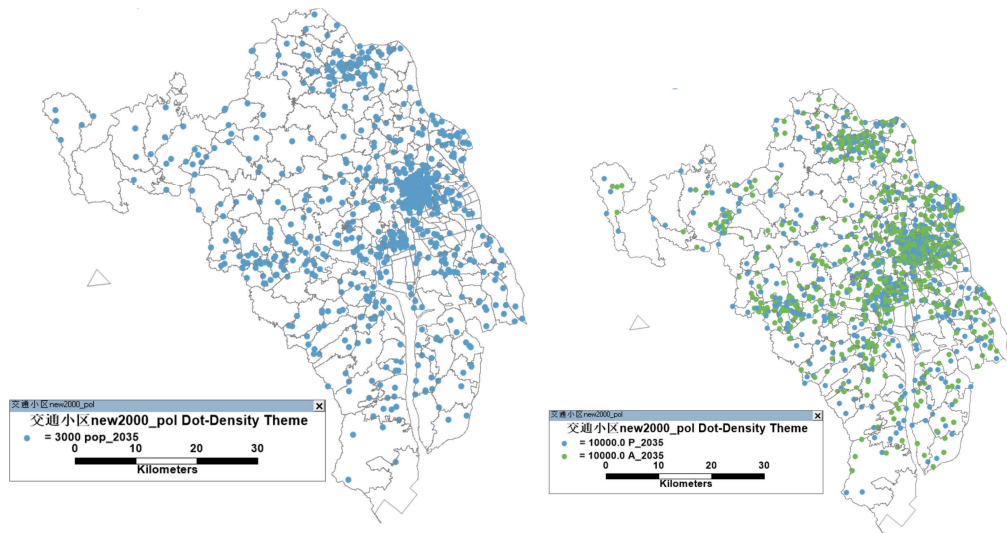 交通小区new2000_pol
交通小区new2000_pol Dot-Density Theme
= 3000 pop_2035
0 10 20 30
Kilometers
交通小区new2000_pol
交通小区new2000_pol Dot-Density Theme
= 10000.0 P_2035
= 10000.0 A_2035
0 10 20 30
Kilometers